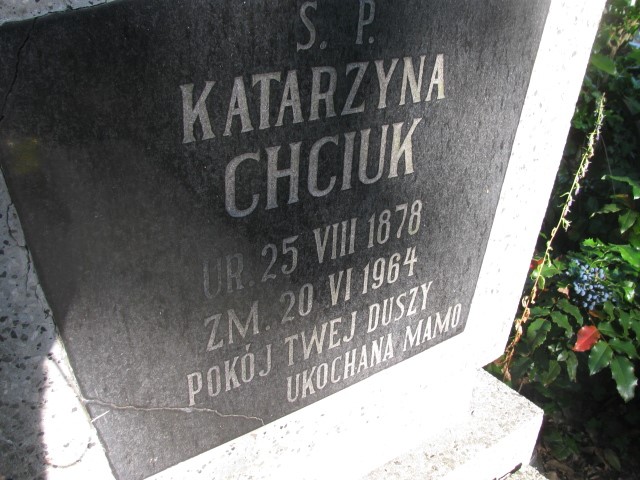 Ś. P.
KATARZYNA
CHCIUK
UR. 25 VIII 1878
ZM. 20 VI 1964
POKÓJ TWEJ DUSZY
UKOCHANA MAMO